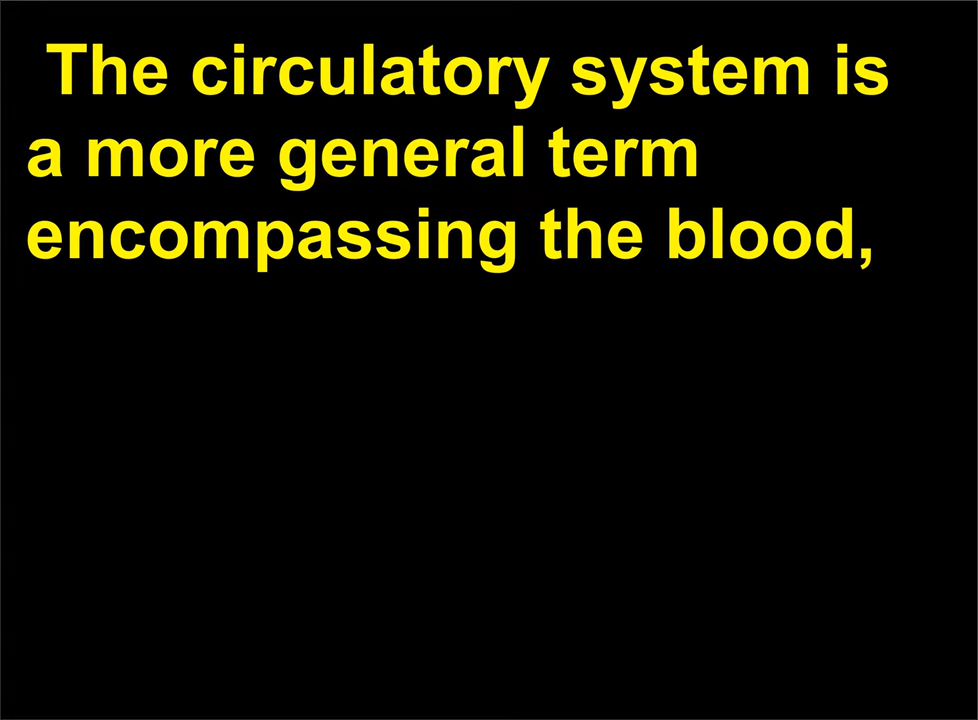 The circulatory system is
a more general term
encompassing the blood,